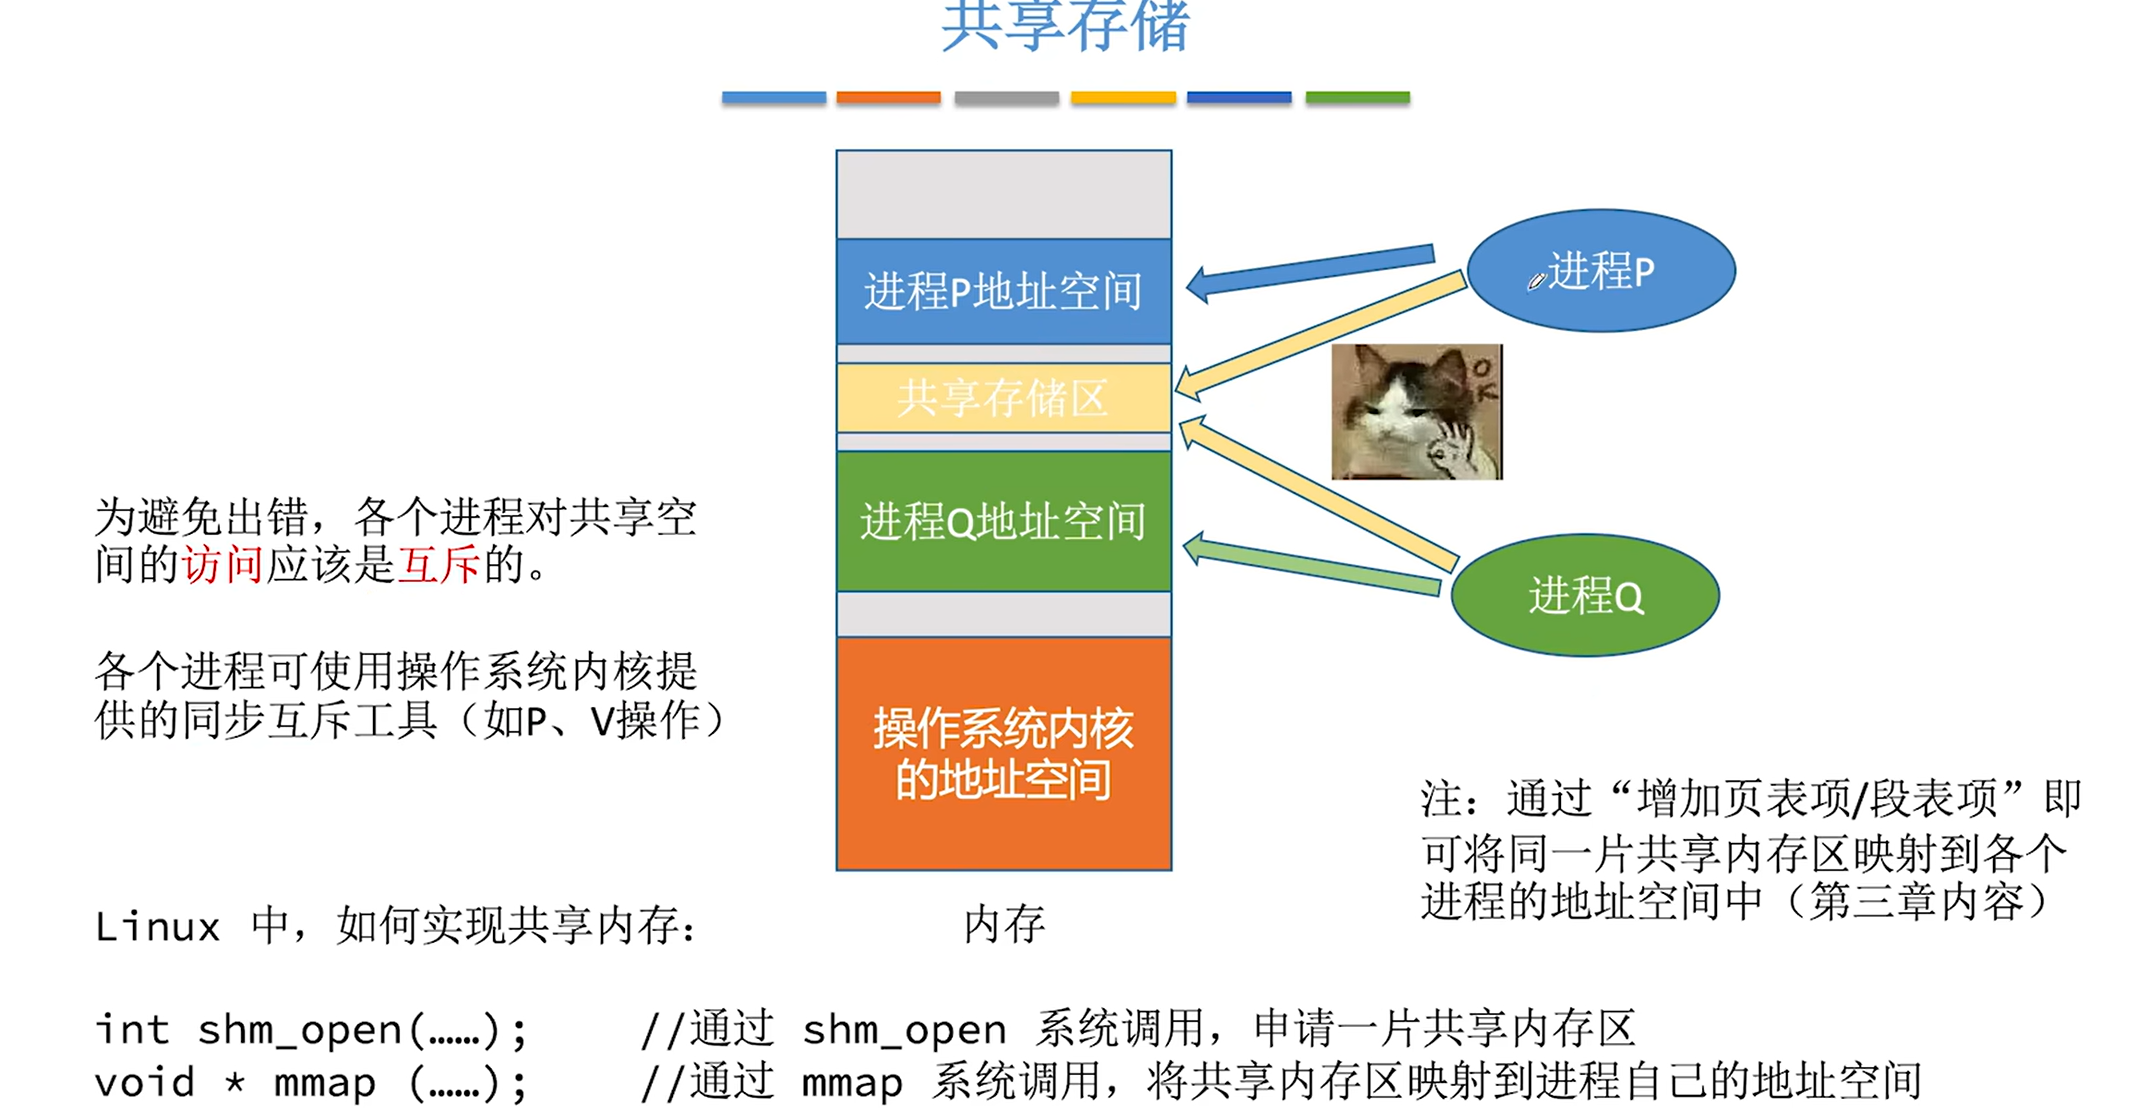 共享存储
进程P地址空间
进程P
共享存储区
OK
进程Q地址空间
进程Q
操作系统内核
的地址空间
内存
为避免出错，各个进程对共享空
间的访问应该是互斥的。
各个进程可使用操作系统内核提
供的同步互斥工具（如P、V操作）
注：通过“增加页表项/段表项”即
可将同一片共享内存区映射到各个
进程的地址空间中（第三章内容）
Linux 中，如何实现共享内存：
int shm_open(……); //通过 shm_open 系统调用，申请一片共享内存区
void * mmap (……); //通过 mmap 系统调用，将共享内存区映射到进程自己的地址空间